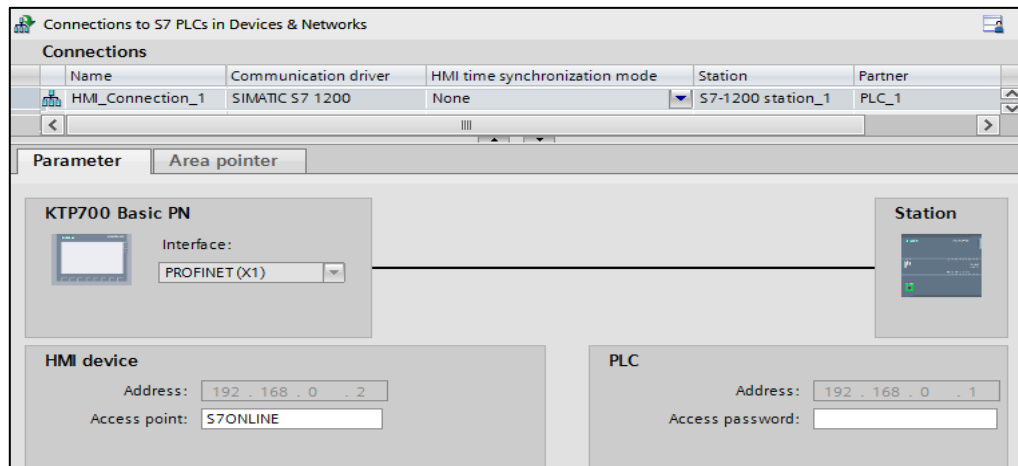 Connections to S7 PLCs in Devices & Networks
Connections
Name Communication driver HMI time synchronization mode Station Partner
HMI_Connection_1 SIMATIC S7 1200 None S7-1200 station_1 PLC_1
Parameter Area pointer
KTP700 Basic PN
Interface:
PROFINET (X1)
Station
HMI device
Address: 192 . 168 . 0 . 2
Access point: S7ONLINE
PLC
Address: 192 . 168 . 0 . 1
Access password: